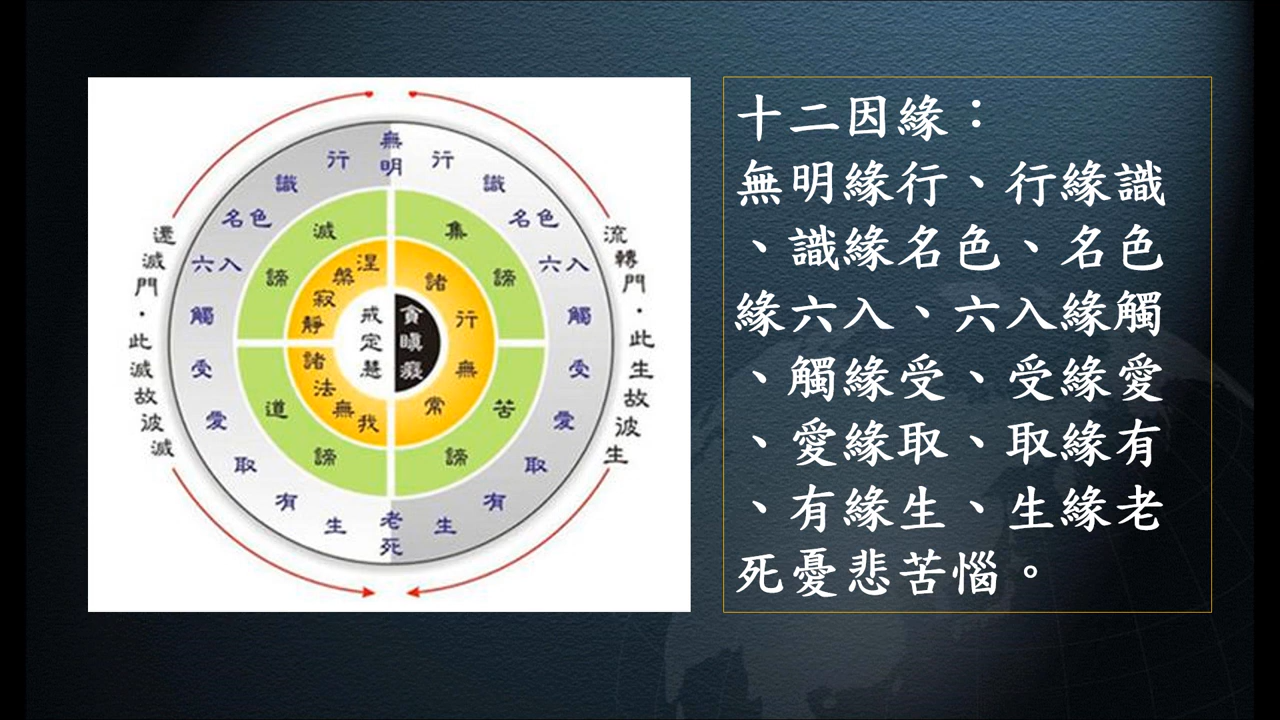 無明
行
識
名色
六入
觸
受
愛
取
有
生
老死
行
識
名色
六入
觸
受
愛
取
有
生
還滅門・此滅故彼滅
流轉門・此生故彼生
滅諦
集諦
道諦
苦諦
涅槃寂靜
諸行無常
諸法無我
戒定慧
貪瞋癡
十二因緣：
無明緣行、行緣識
、識緣名色、名色
緣六入、六入緣觸
、觸緣受、受緣愛
、愛緣取、取緣有
、有緣生、生緣老
死憂悲苦惱。